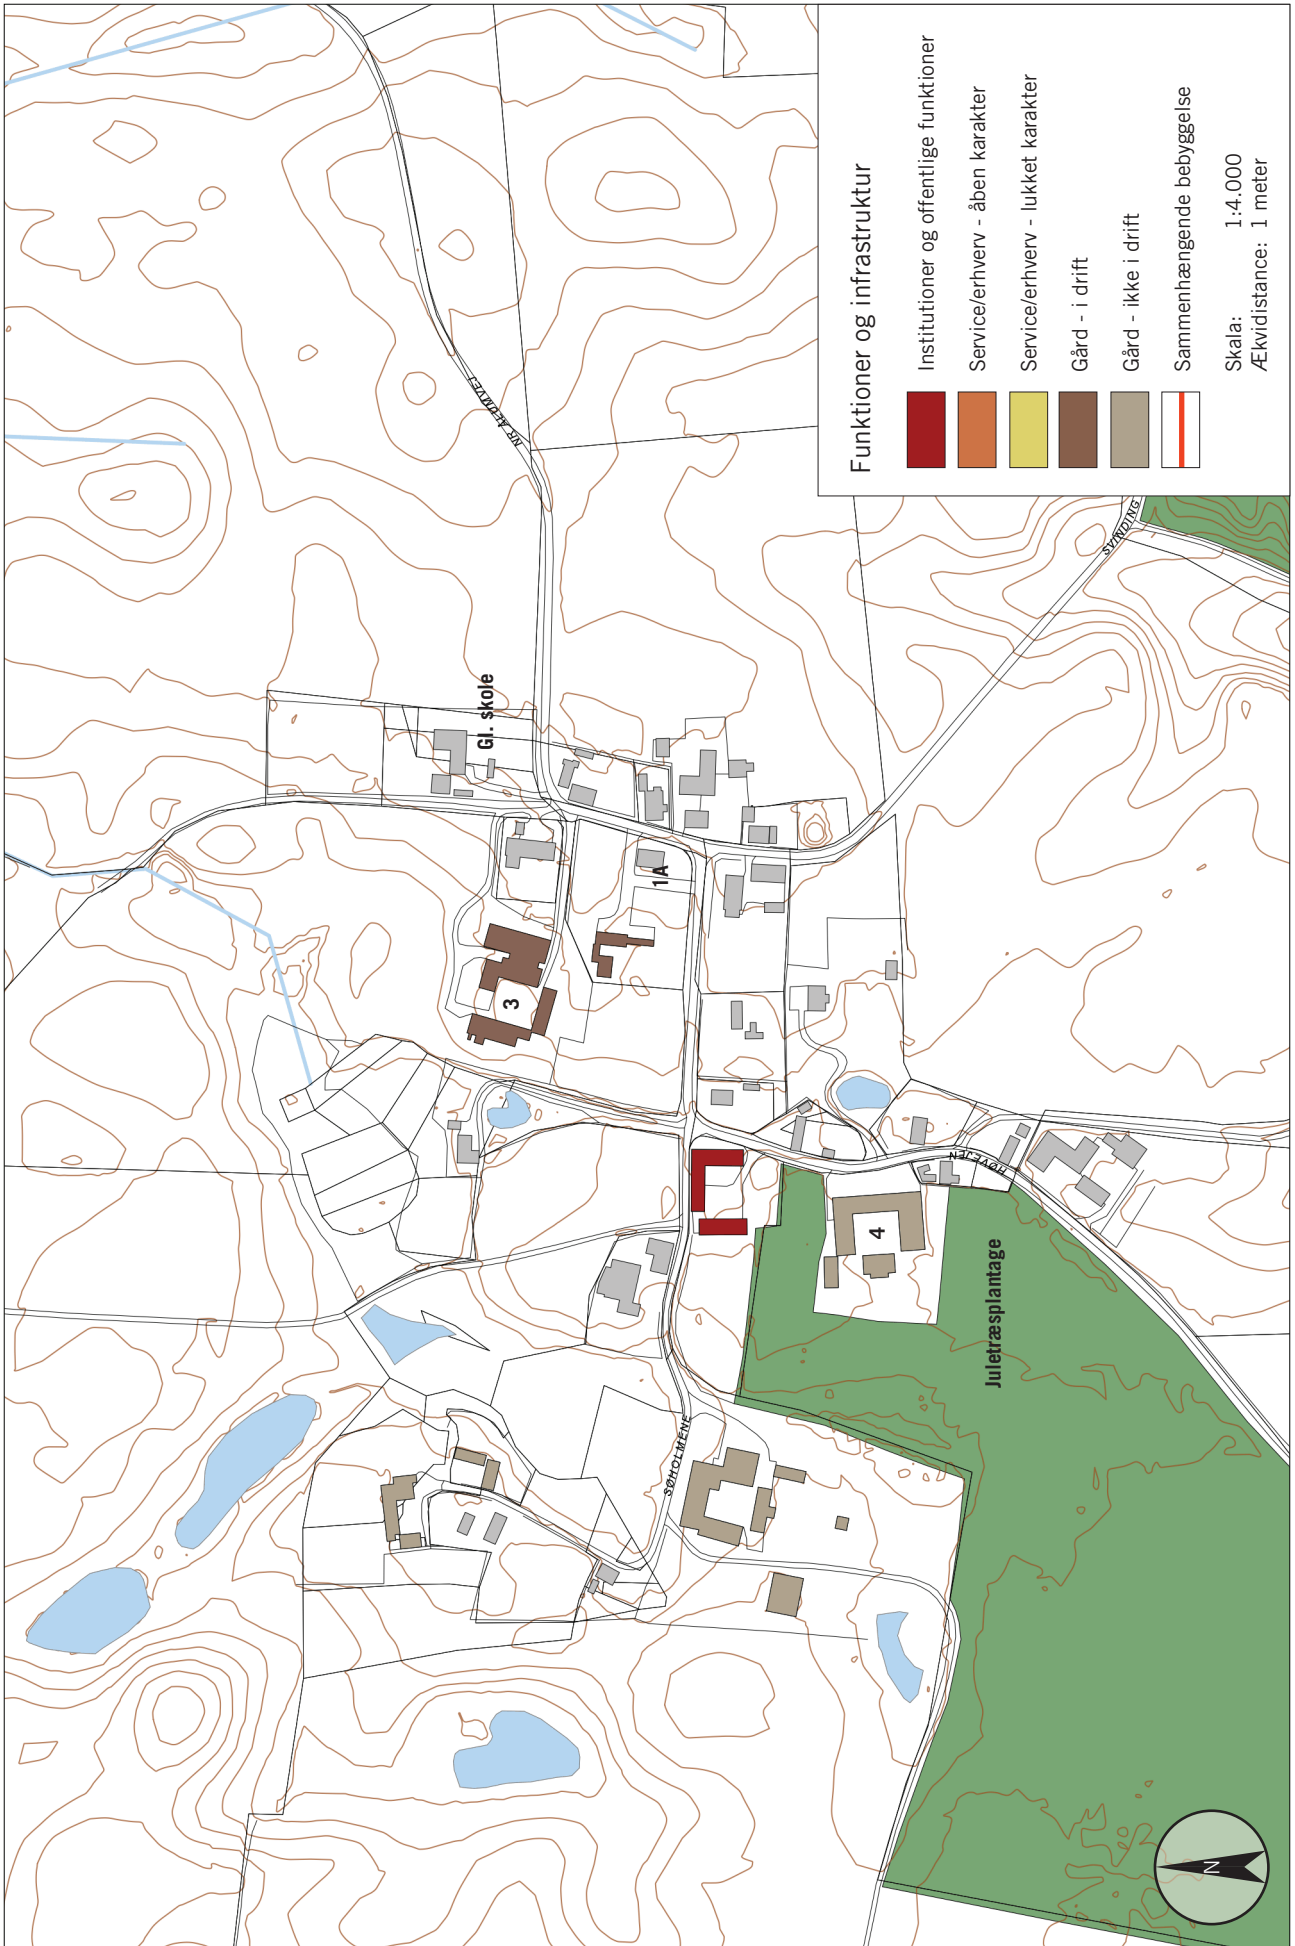 Funktioner og infrastruktur
Institutioner og offentlige funktioner
Service/erhverv - åben karakter
Service/erhverv - lukket karakter
Gård - i drift
Gård - ikke i drift
Sammenhængende bebyggelse
Skala: 1:4.000
Ækvidistance: 1 meter
NR ÅLUMVEJ
SVINDING
Gl. skole
1A
3
HØVEJEN
4
Juletræsplantage
SØHOLMENE
N